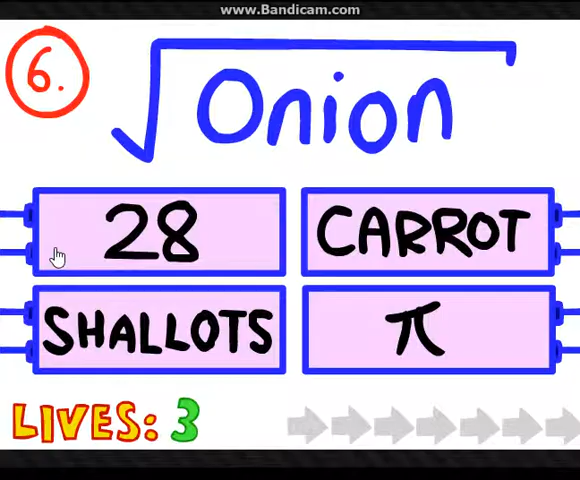 www.Bandicam.com
6.
√Onion
28
CARROT
SHALLOTS
π
LIVES: 3